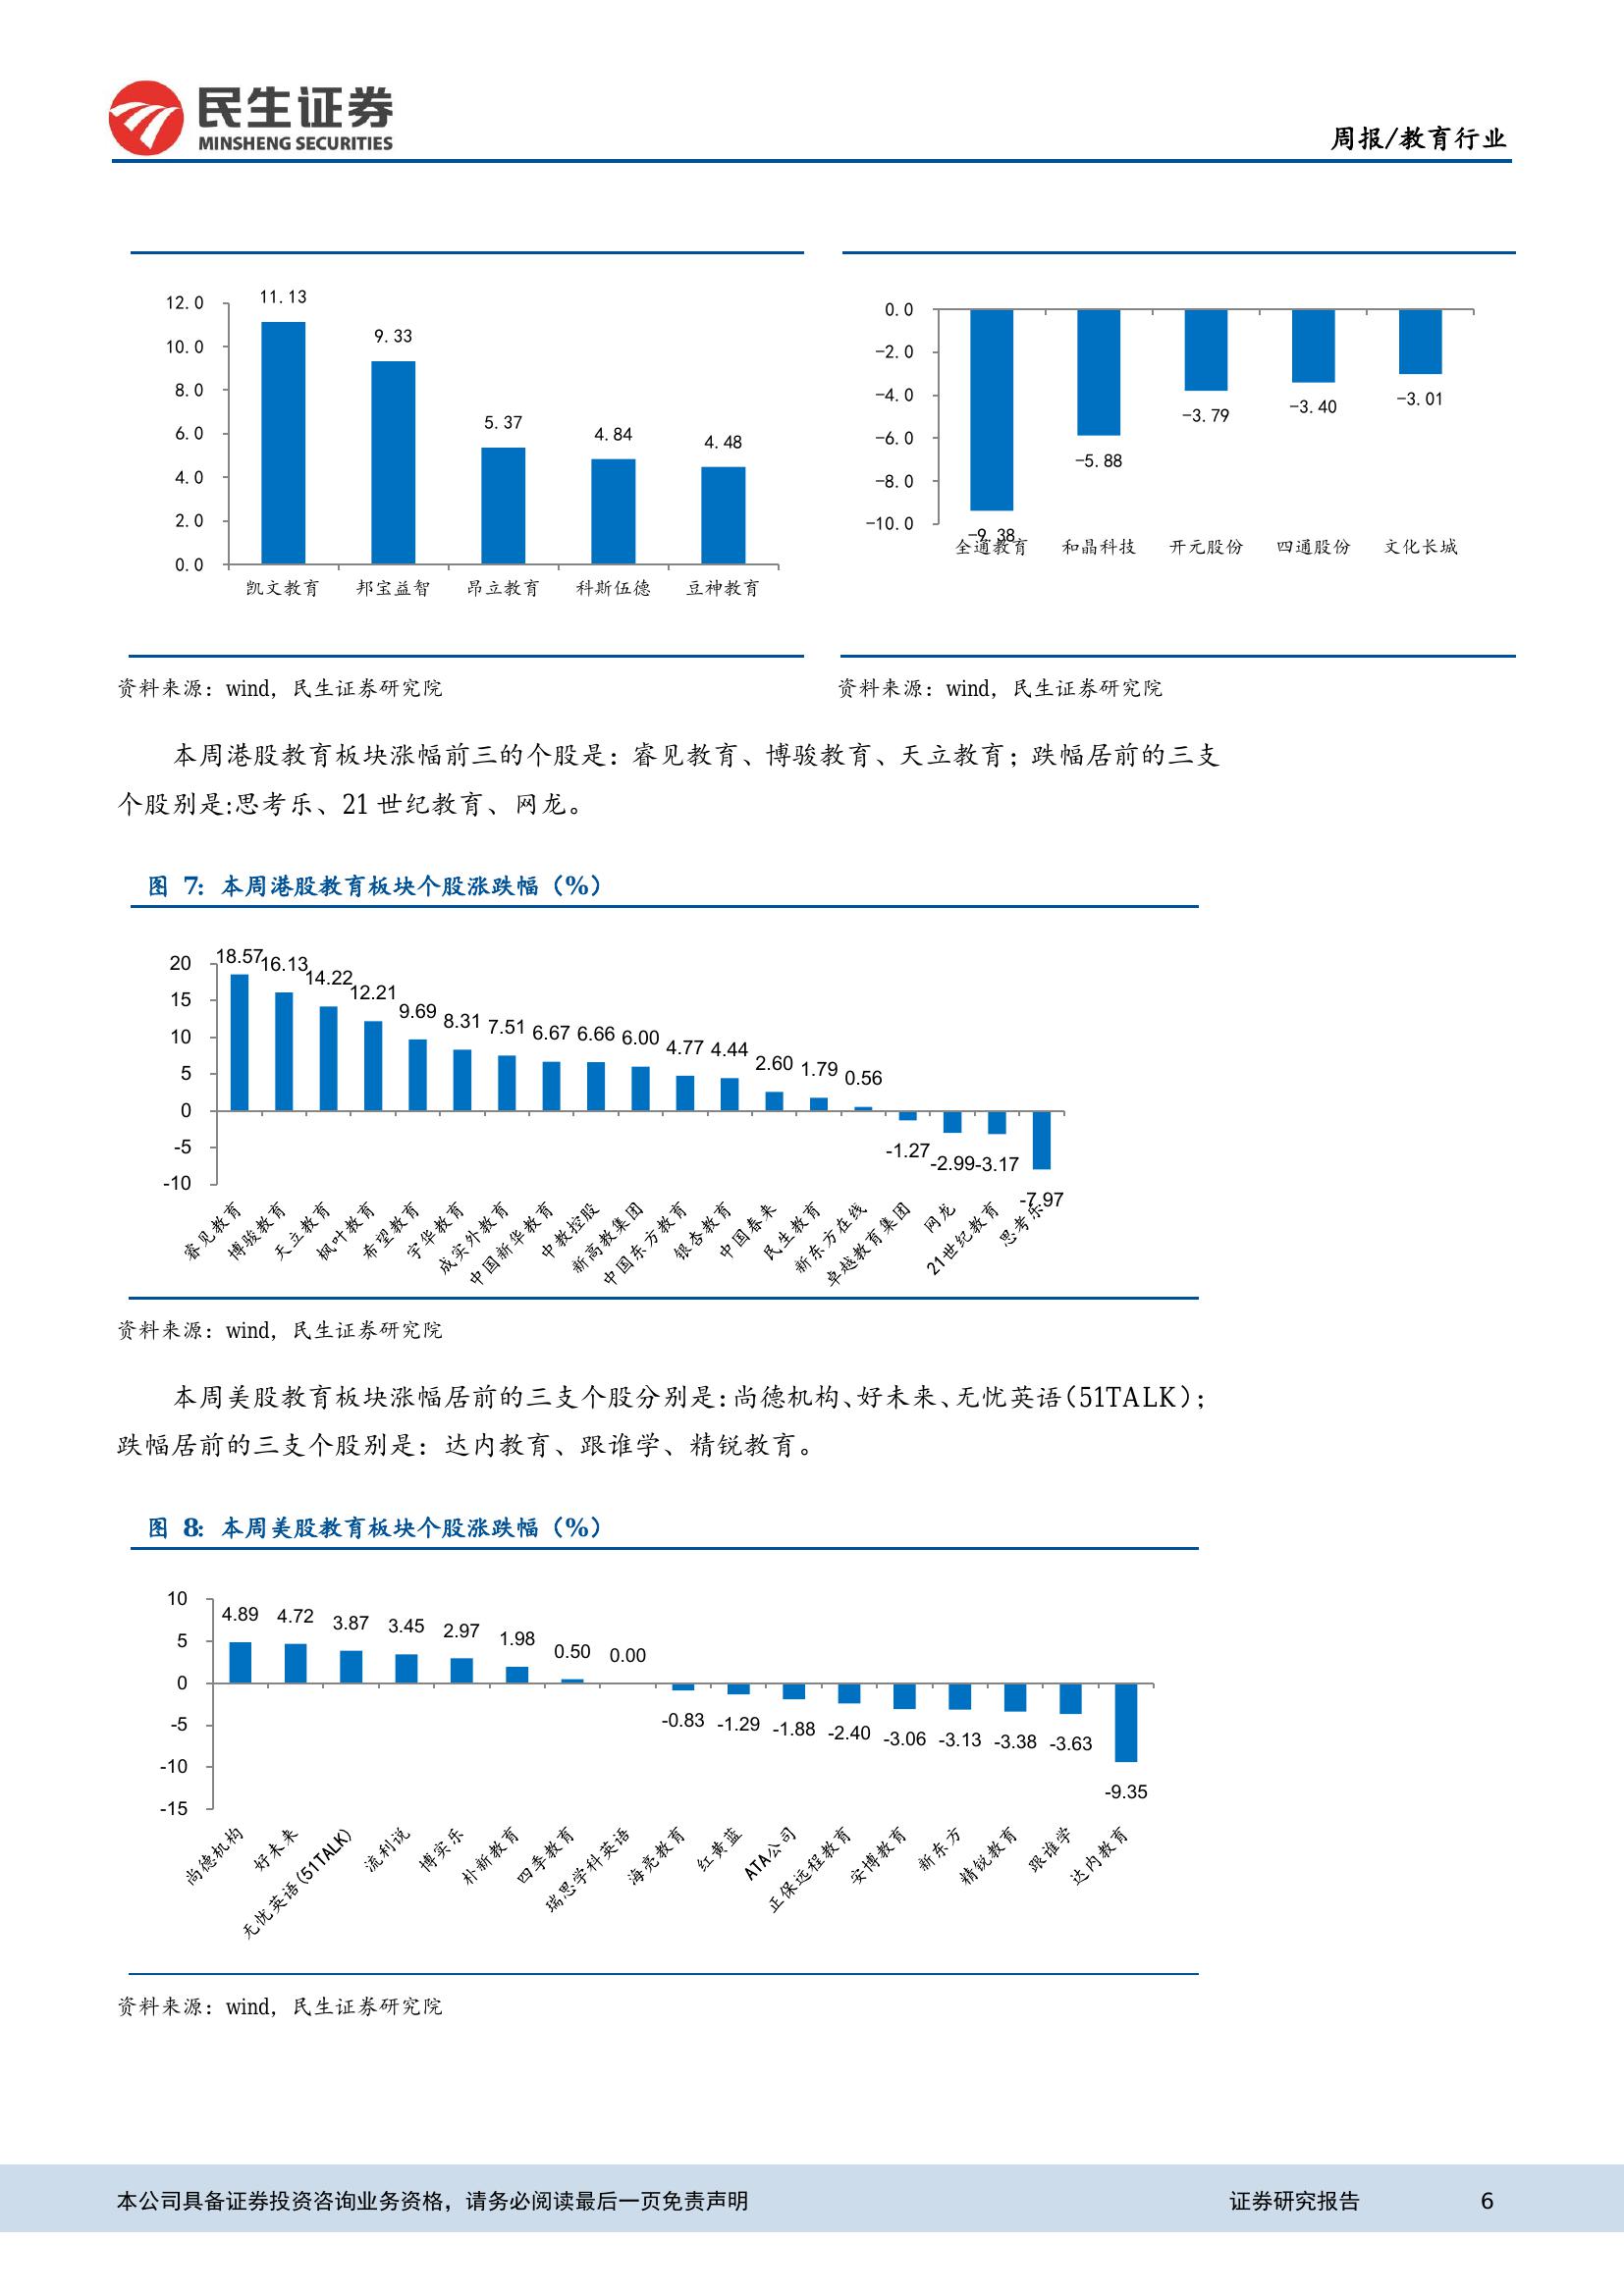 民生证券
MINSHENG SECURITIES
周报/教育行业
12.0
10.0
8.0
6.0
4.0
2.0
0.0
11.13
9.33
5.37
4.84
4.48
凯文教育 邦宝益智 昂立教育 科斯伍德 豆神教育
0.0
-2.0
-4.0
-6.0
-8.0
-10.0
-9.38
-5.88
-3.79
-3.40
-3.01
全通教育 和晶科技 开元股份 四通股份 文化长城
资料来源：wind，民生证券研究院
资料来源：wind，民生证券研究院
本周港股教育板块涨幅前三的个股是：睿见教育、博骏教育、天立教育；跌幅居前的三支
个股别是:思考乐、21 世纪教育、网龙。
图 7：本周港股教育板块个股涨跌幅（%）
20
15
10
5
0
-5
-10
18.57 16.13 14.22 12.21 9.69 8.31 7.51 6.67 6.66 6.00 4.77 4.44 2.60 1.79 0.56 -1.27 -2.99 -3.17 -7.97
睿见教育 博骏教育 天立教育 枫叶教育 希望教育 宇华教育 成实外教育 中国新华教育 中教控股 新高教集团 中国东方教育 银杏教育 中国春来 民生教育 新东方在线 卓越教育集团 网龙 21世纪教育 思考乐
资料来源：wind，民生证券研究院
本周美股教育板块涨幅居前的三支个股分别是：尚德机构、好未来、无忧英语（51TALK）；
跌幅居前的三支个股别是：达内教育、跟谁学、精锐教育。
图 8：本周美股教育板块个股涨跌幅（%）
10
5
0
-5
-10
-15
4.89 4.72 3.87 3.45 2.97 1.98 0.50 0.00 -0.83 -1.29 -1.88 -2.40 -3.06 -3.13 -3.38 -3.63 -9.35
尚德机构 好未来 无忧英语(51TALK) 流利说 博实乐 朴新教育 四季教育 瑞思学科英语 海亮教育 红黄蓝 ATA公司 正保远程教育 安博教育 新东方 精锐教育 跟谁学 达内教育
资料来源：wind，民生证券研究院
本公司具备证券投资咨询业务资格，请务必阅读最后一页免责声明 证券研究报告 6